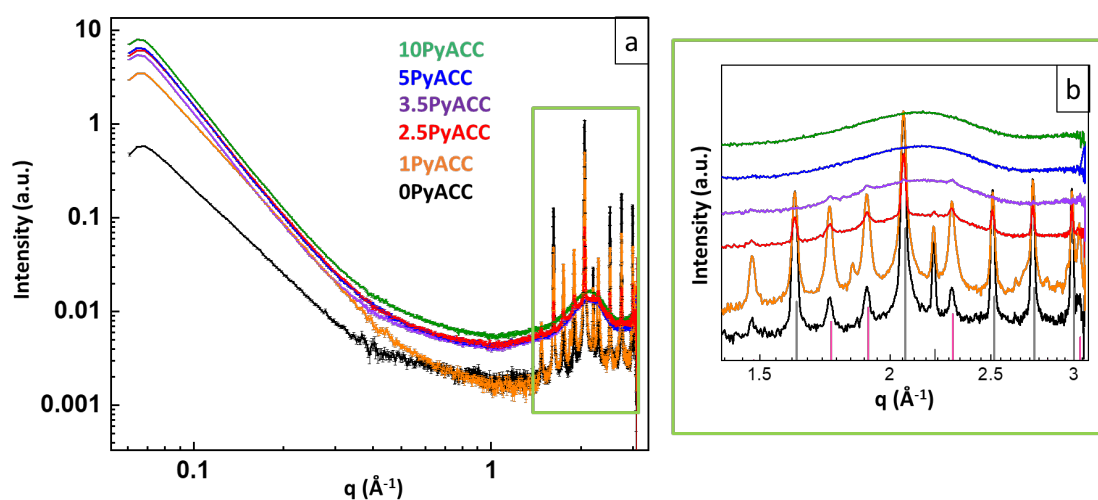 a
10PyACC
5PyACC
3.5PyACC
2.5PyACC
1PyACC
0PyACC
Intensity (a.u.)
10
1
0.1
0.01
0.001
0.1
1
q (Å-1)
b
Intensity (a.u.)
1.5
2
2.5
3
q (Å-1)